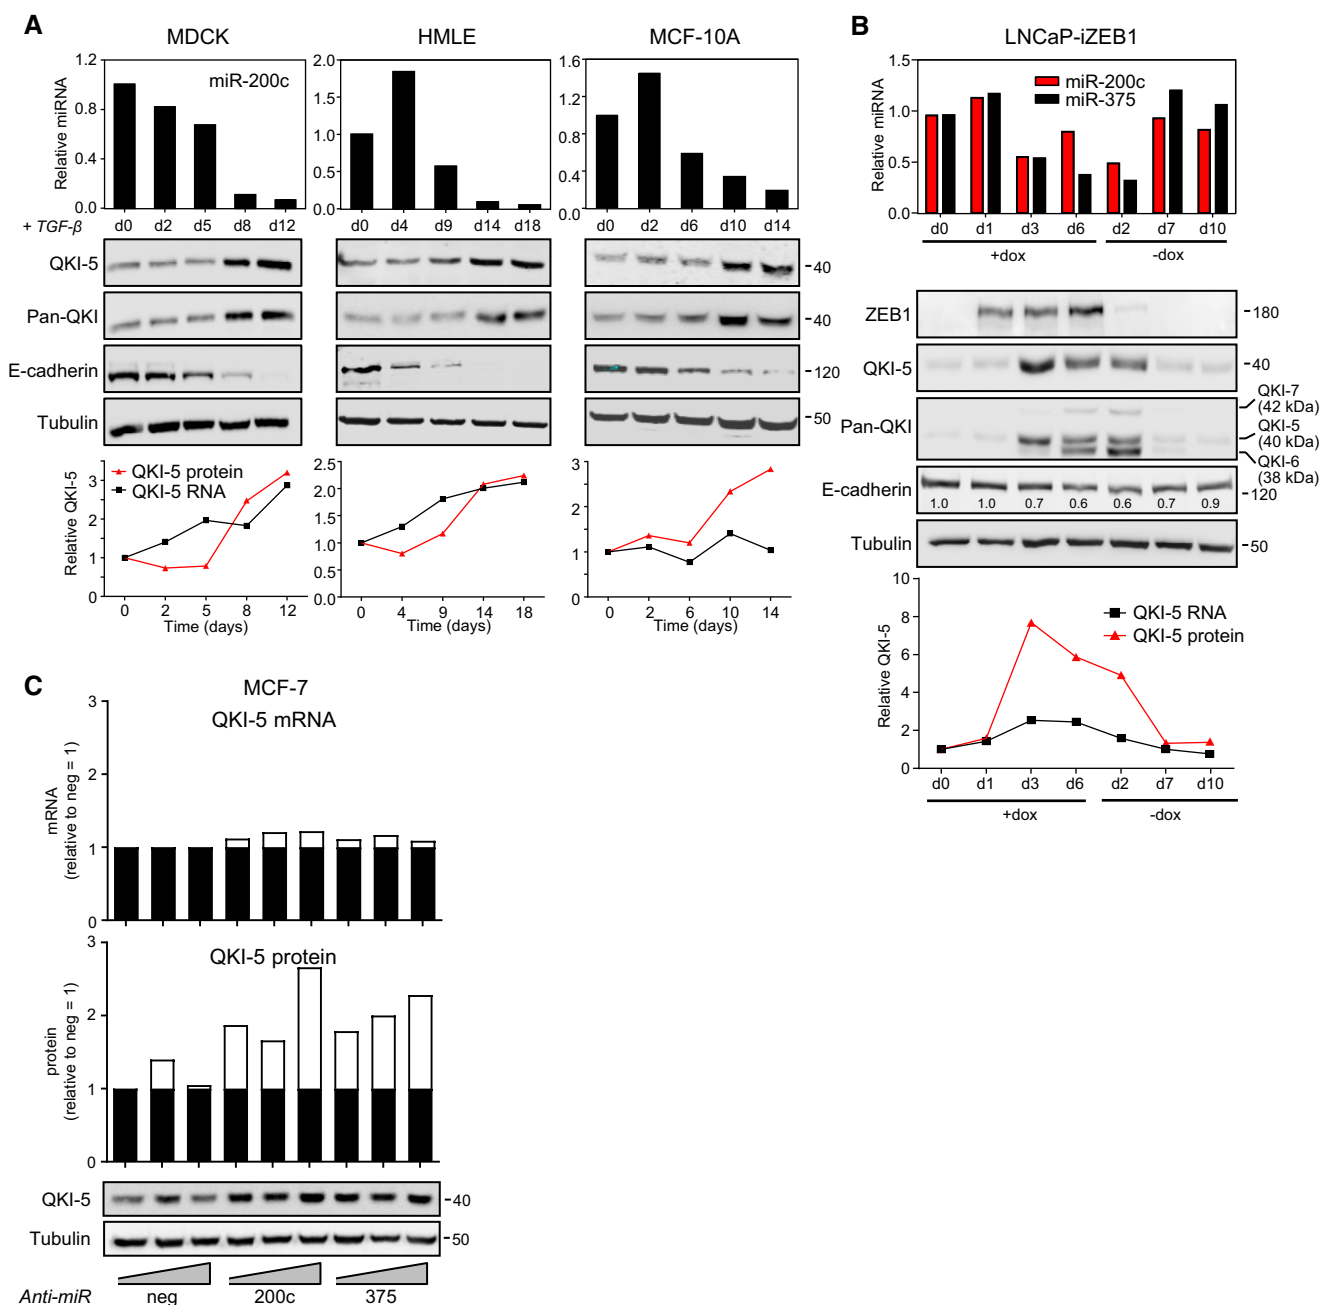 A
MDCK
HMLE
MCF-10A
Relative miRNA
1.2
0.8
0.4
0.0
miR-200c
2.0
1.5
1.0
0.5
0.0
1.6
1.2
0.8
0.4
0.0
+ TGF-β
d0 d2 d5 d8 d12
d0 d4 d9 d14 d18
d0 d2 d6 d10 d14
QKI-5
-40
Pan-QKI
-40
E-cadherin
-120
Tubulin
-50
Relative QKI-5
3
2
1
0
QKI-5 protein
QKI-5 RNA
2.5
2.0
1.5
1.0
0.5
0.0
3
2
1
0
0 2 5 8 12
0 4 9 14 18
0 2 6 10 14
Time (days)
Time (days)
Time (days)
B
LNCaP-iZEB1
Relative miRNA
1.5
1.0
0.5
0.0
miR-200c
miR-375
d0 d1 d3 d6 d2 d7 d10
+dox
-dox
ZEB1
-180
QKI-5
-40
Pan-QKI
QKI-7
(42 kDa)
QKI-5
(40 kDa)
QKI-6
(38 kDa)
E-cadherin
1.0 1.0 0.7 0.6 0.6 0.7 0.9
-120
Tubulin
-50
Relative QKI-5
10
8
6
4
2
0
QKI-5 RNA
QKI-5 protein
d0 d1 d3 d6 d2 d7 d10
+dox
-dox
C
MCF-7
QKI-5 mRNA
mRNA
(relative to neg = 1)
3
2
1
0
QKI-5 protein
protein
(relative to neg = 1)
3
2
1
0
QKI-5
-40
Tubulin
-50
Anti-miR
neg
200c
375